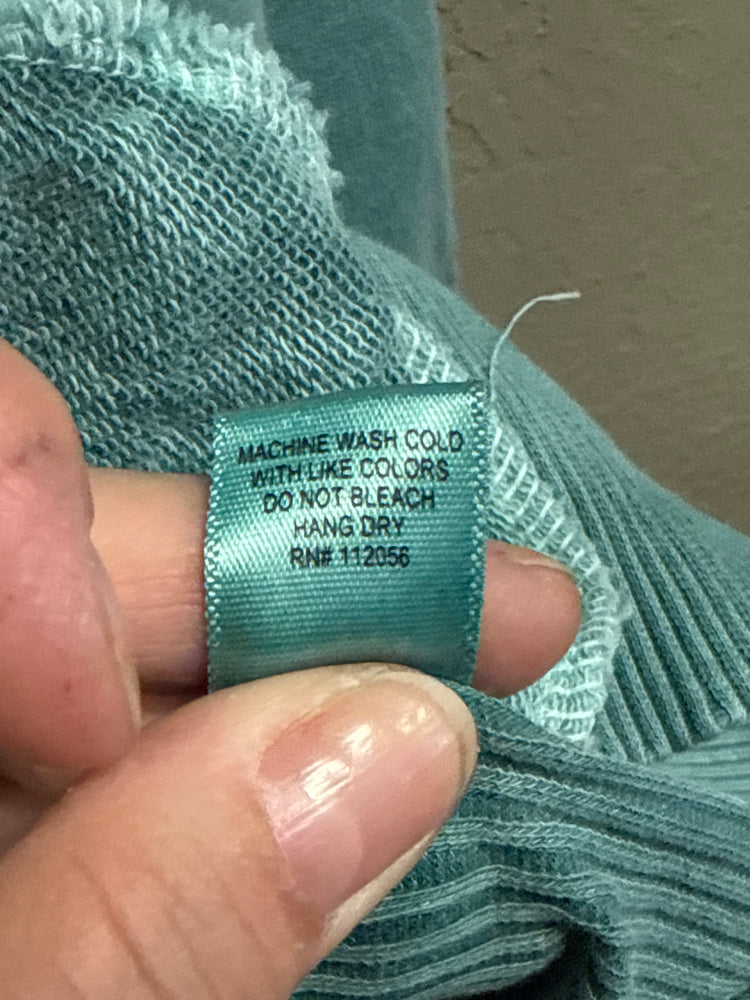 MACHINE WASH COLD
WITH LIKE COLORS
DO NOT BLEACH
HANG DRY
RN# 112056